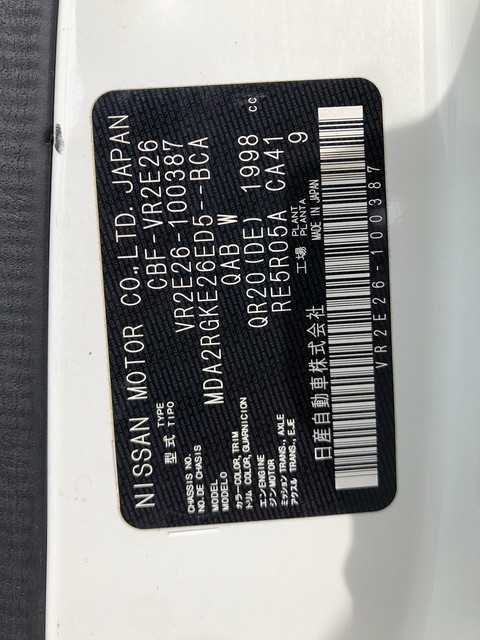 NISSAN MOTOR CO.,LTD. JAPAN
型式 TYPE TIPO CBF-VR2E26
CHASSIS NO. NO. DE CHASIS VR2E26-100387
MODEL MODELO MDA2RGKE26ED5--BCA
カラー COLOR, TRIM トリム COLOR, GUARNICION QAB W
エンジン ENGINE MOTOR QR20(DE) 1998 cc
ミッション アクスル TRANS., AXLE TRANS., EJE RE5R05A CA41
工場 PLANT PLANTA 9
日産自動車株式会社 MADE IN JAPAN
VR2E26-100387